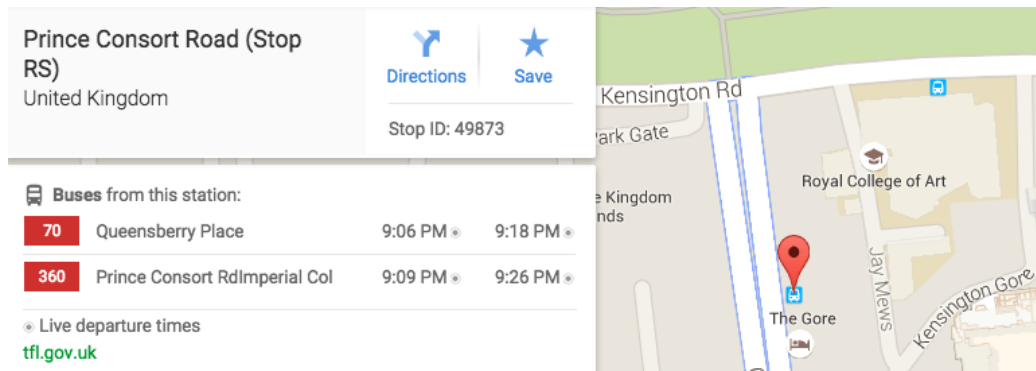 Prince Consort Road (Stop
RS)
United Kingdom
Directions
Save
Stop ID: 49873
Buses from this station:
70 Queensberry Place 9:06 PM 9:18 PM
360 Prince Consort RdImperial Col 9:09 PM 9:26 PM
Live departure times
tfl.gov.uk
Kensington Rd
Park Gate
e Kingdom
nds
Royal College of Art
Jay Mews
Kensington Gore
The Gore